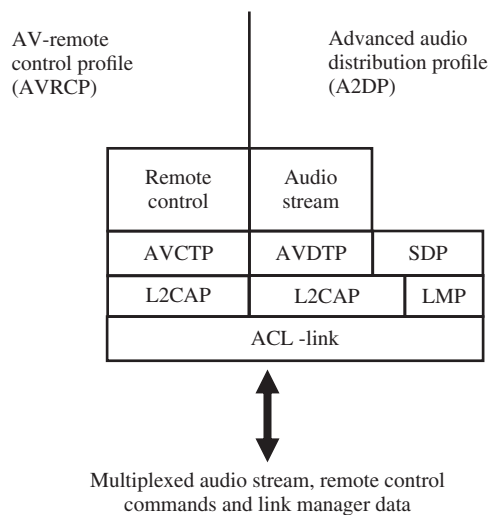 AV-remote
control profile
(AVRCP)
Advanced audio
distribution profile
(A2DP)
Remote
control
Audio
stream
AVCTP
AVDTP
SDP
L2CAP
L2CAP
LMP
ACL -link
Multiplexed audio stream, remote control
commands and link manager data